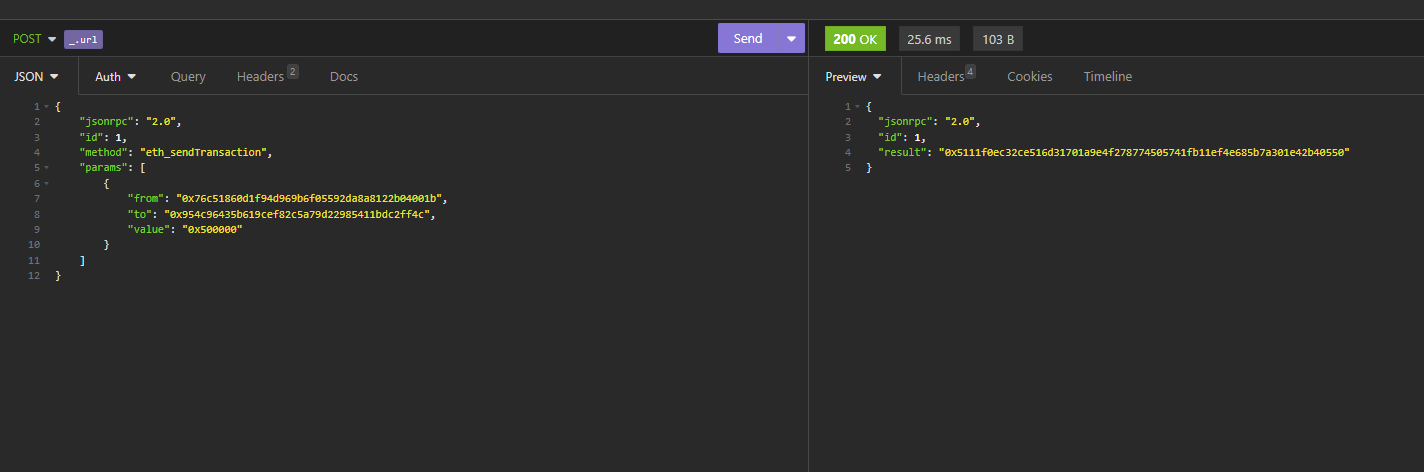 POST _.url Send 200 OK 25.6 ms 103 B
JSON Auth Query Headers 2 Docs Preview Headers 4 Cookies Timeline
1 {
2 "jsonrpc": "2.0",
3 "id": 1,
4 "method": "eth_sendTransaction",
5 "params": [
6 {
7 "from": "0x76c51860d1f94d969b6f05592da8a8122b04001b",
8 "to": "0x954c96435b619cef82c5a79d22985411bdc2ff4c",
9 "value": "0x500000"
10 }
11 ]
12 }
1 {
2 "jsonrpc": "2.0",
3 "id": 1,
4 "result": "0x5111f0ec32ce516d31701a9e4f278774505741fb11ef4e685b7a301e42b40550"
5 }